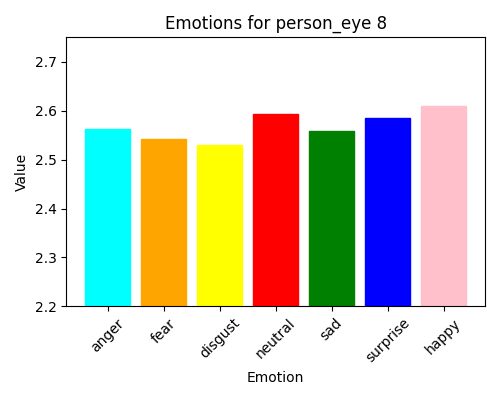 Emotions for person_eye 8
2.7
2.6
2.5
2.4
2.3
2.2
Value
anger
fear
disgust
neutral
sad
surprise
happy
Emotion